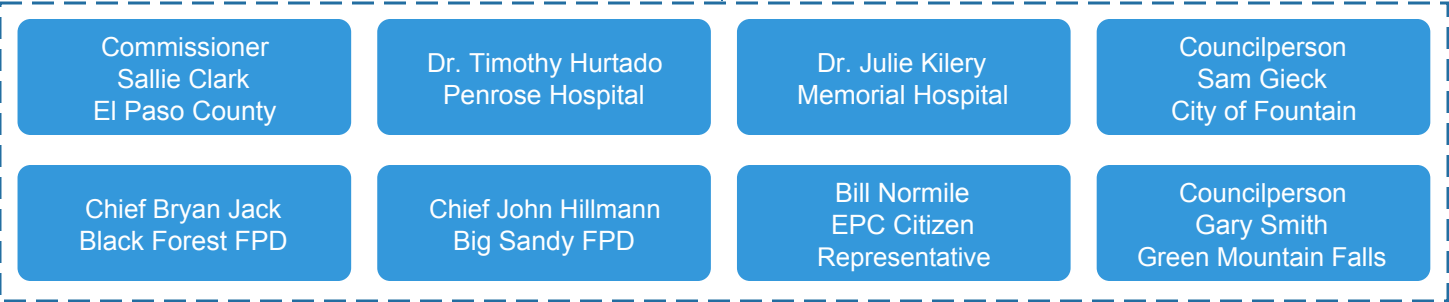 Commissioner
Sallie Clark
El Paso County
Dr. Timothy Hurtado
Penrose Hospital
Dr. Julie Kilery
Memorial Hospital
Councilperson
Sam Gieck
City of Fountain
Chief Bryan Jack
Black Forest FPD
Chief John Hillmann
Big Sandy FPD
Bill Normile
EPC Citizen
Representative
Councilperson
Gary Smith
Green Mountain Falls